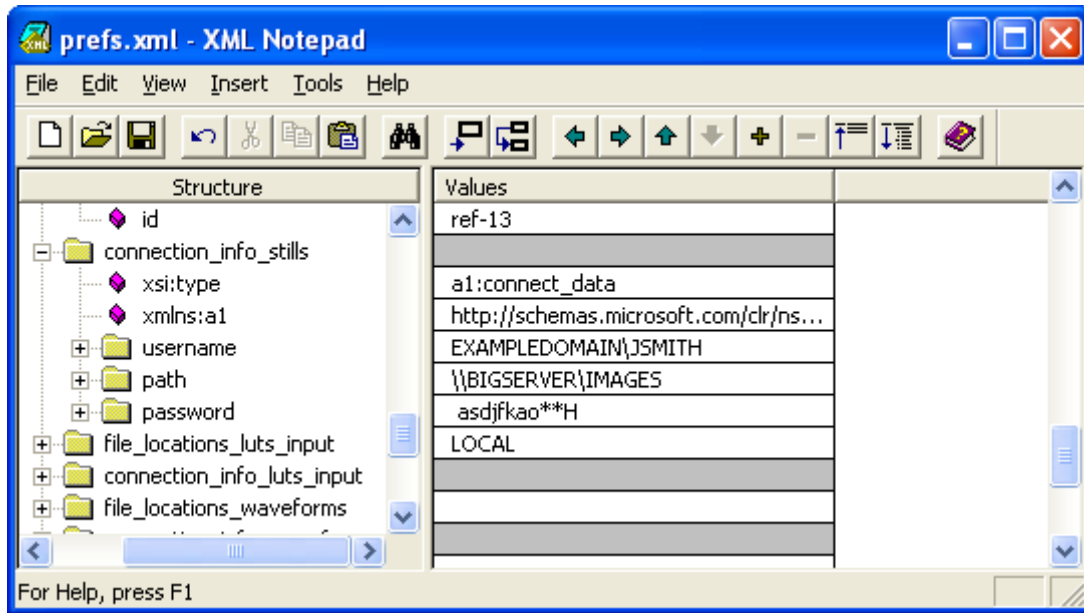 prefs.xml - XML Notepad
File Edit View Insert Tools Help
Structure Values
id ref-13
connection_info_stills
xsi:type a1:connect_data
xmlns:a1 http://schemas.microsoft.com/clr/ns...
username EXAMPLEDOMAIN\JSMITH
path \\BIGSERVER\IMAGES
password asdjfkao**H
file_locations_luts_input LOCAL
connection_info_luts_input
file_locations_waveforms
For Help, press F1